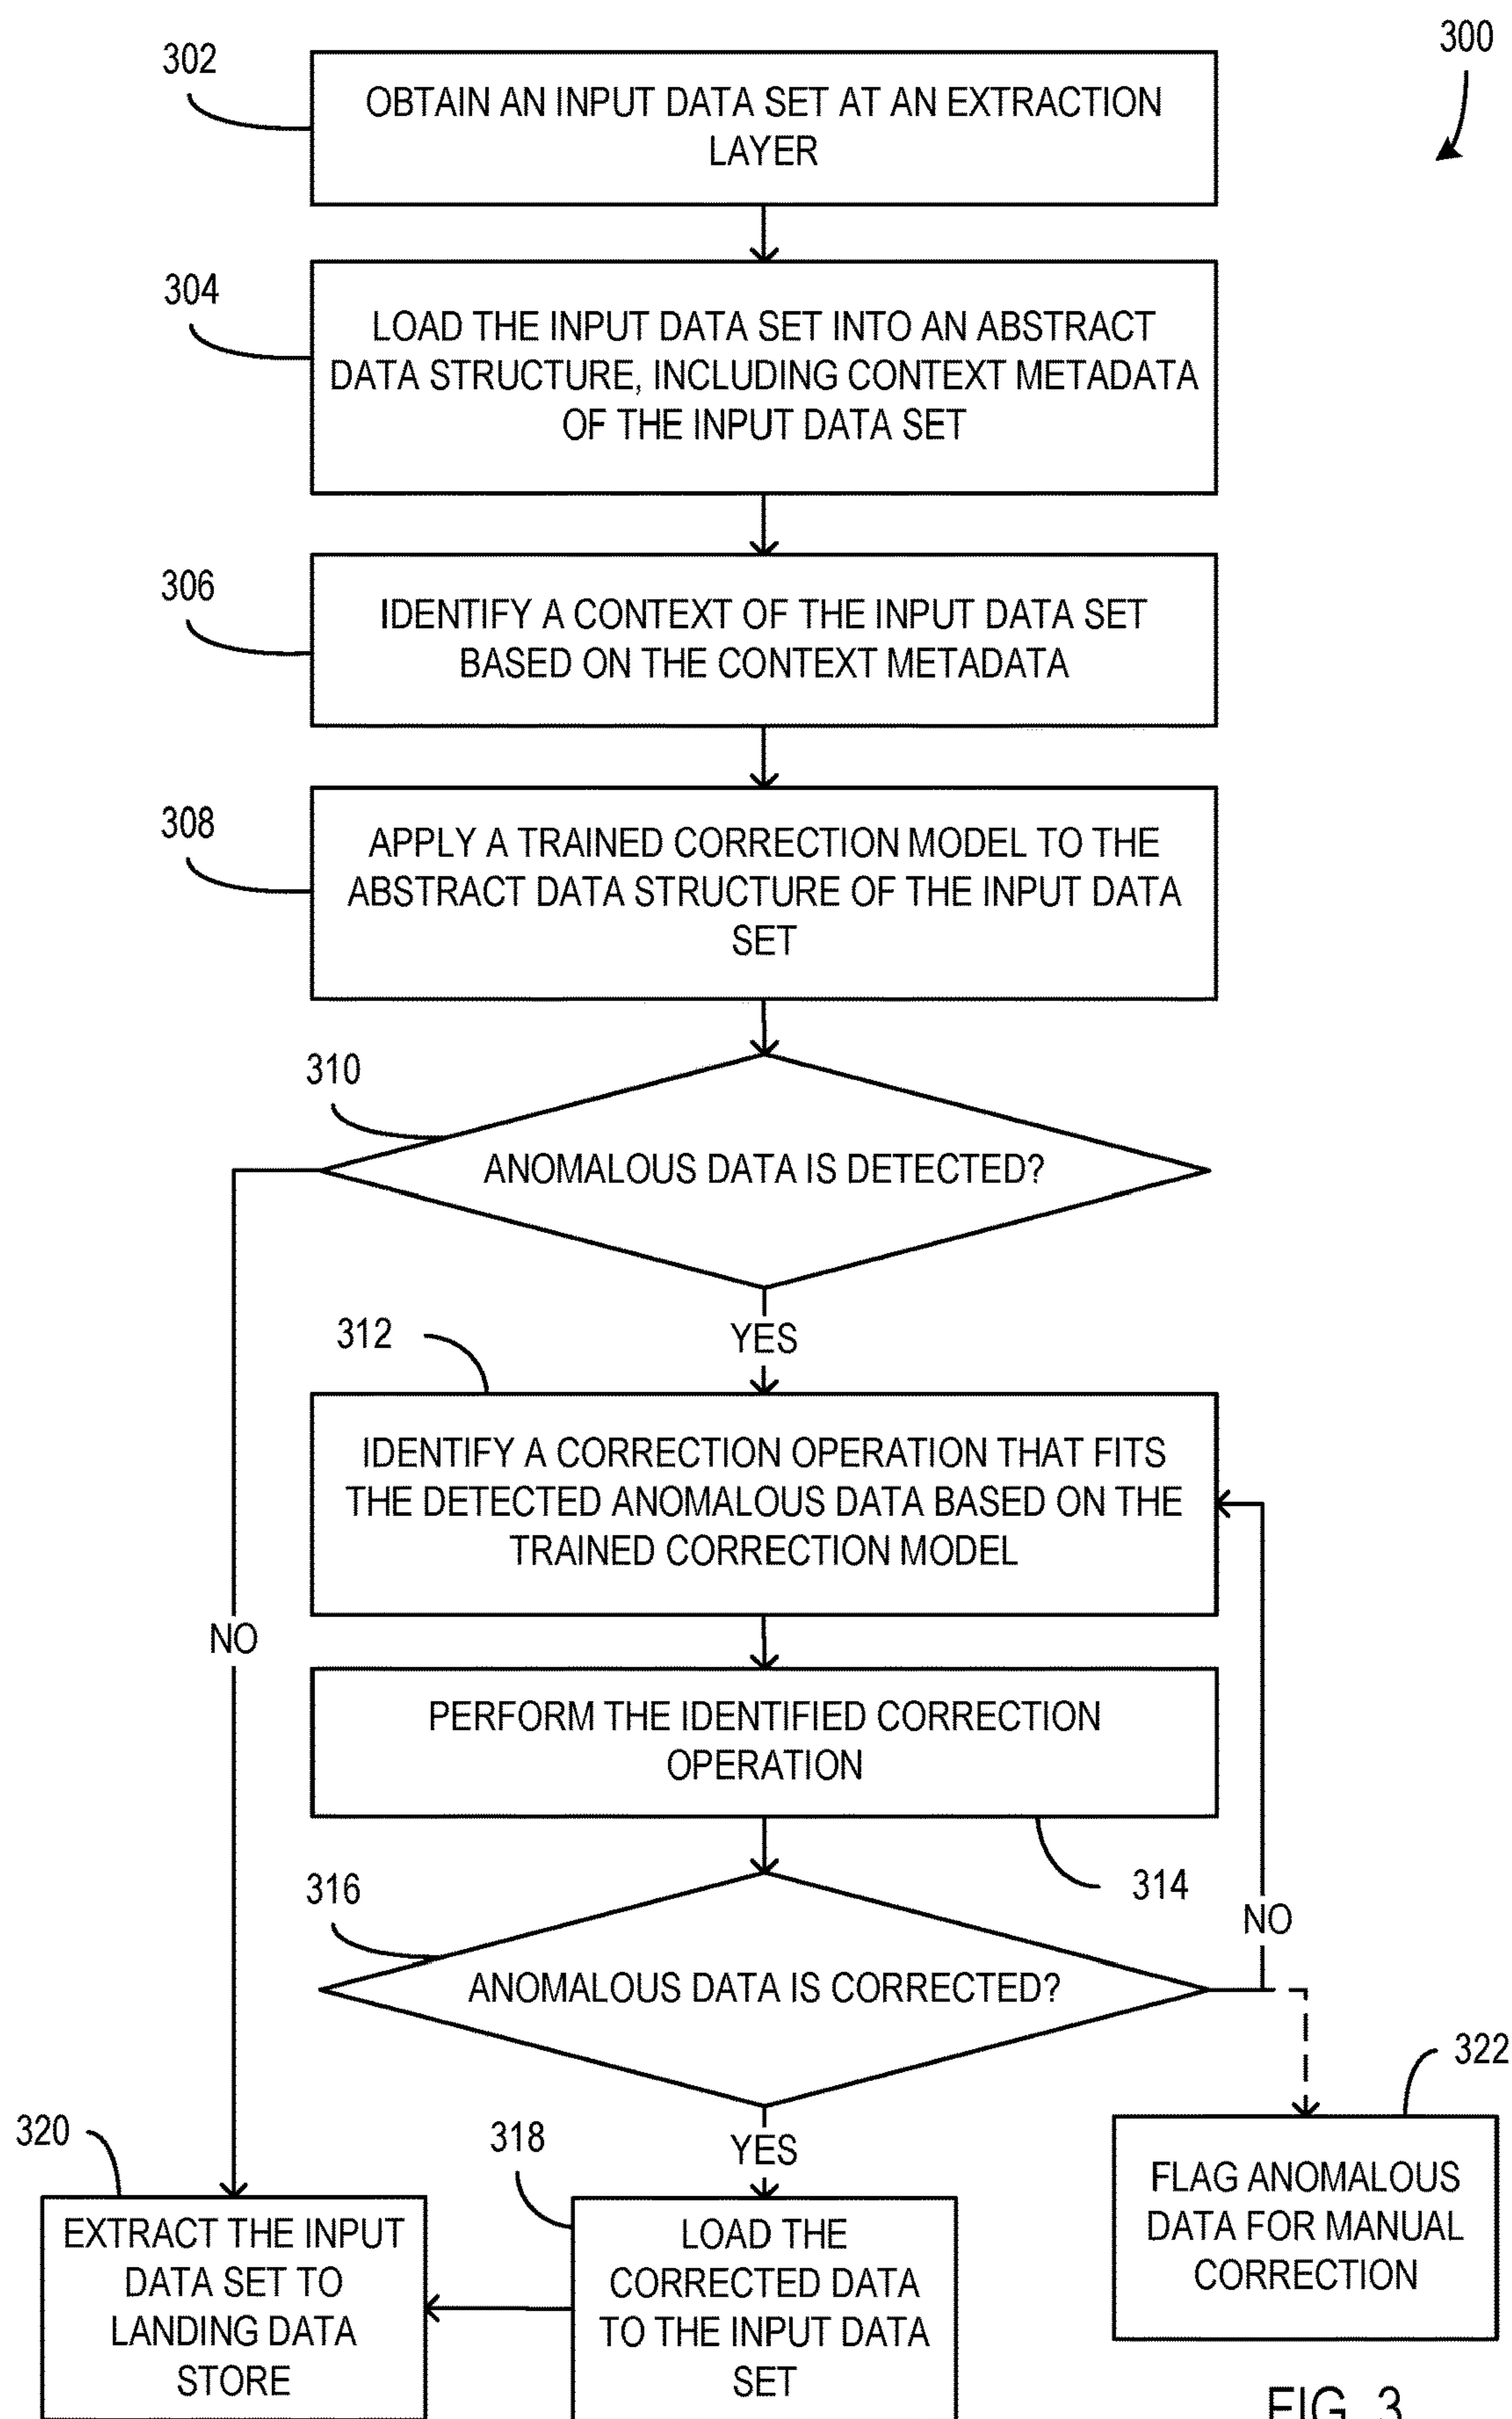 300
302
OBTAIN AN INPUT DATA SET AT AN EXTRACTION
LAYER
304
LOAD THE INPUT DATA SET INTO AN ABSTRACT
DATA STRUCTURE, INCLUDING CONTEXT METADATA
OF THE INPUT DATA SET
306
IDENTIFY A CONTEXT OF THE INPUT DATA SET
BASED ON THE CONTEXT METADATA
308
APPLY A TRAINED CORRECTION MODEL TO THE
ABSTRACT DATA STRUCTURE OF THE INPUT DATA
SET
310
ANOMALOUS DATA IS DETECTED?
YES
312
IDENTIFY A CORRECTION OPERATION THAT FITS
THE DETECTED ANOMALOUS DATA BASED ON THE
TRAINED CORRECTION MODEL
NO
PERFORM THE IDENTIFIED CORRECTION
OPERATION
314
316
NO
ANOMALOUS DATA IS CORRECTED?
322
320
318
YES
EXTRACT THE INPUT
DATA SET TO
LANDING DATA
STORE
LOAD THE
CORRECTED DATA
TO THE INPUT DATA
SET
FLAG ANOMALOUS
DATA FOR MANUAL
CORRECTION
FIG. 3